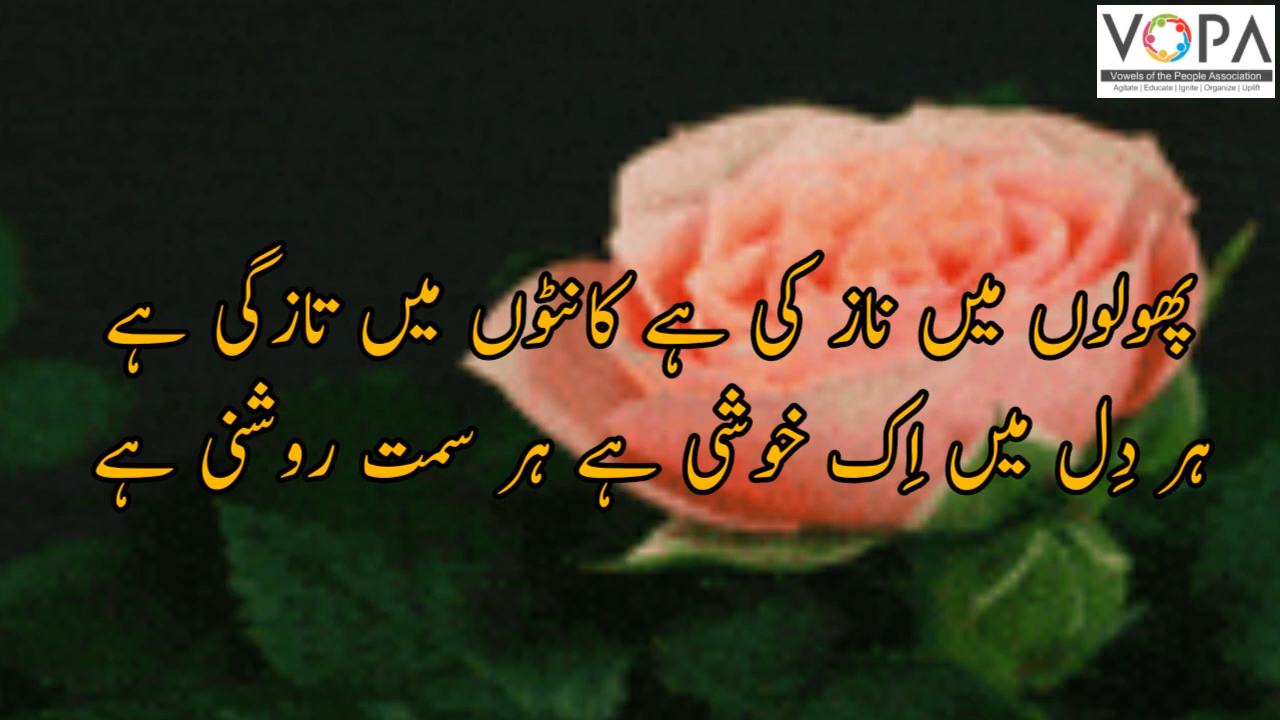 VOPA
Vowels of the People Association
Agitate | Educate | Ignite | Organize | Uplift
پھولوں میں ناز کی ہے کانٹوں میں تازگی ہے
ہر دِل میں اِک خوشی ہے ہر سمت روشنی ہے